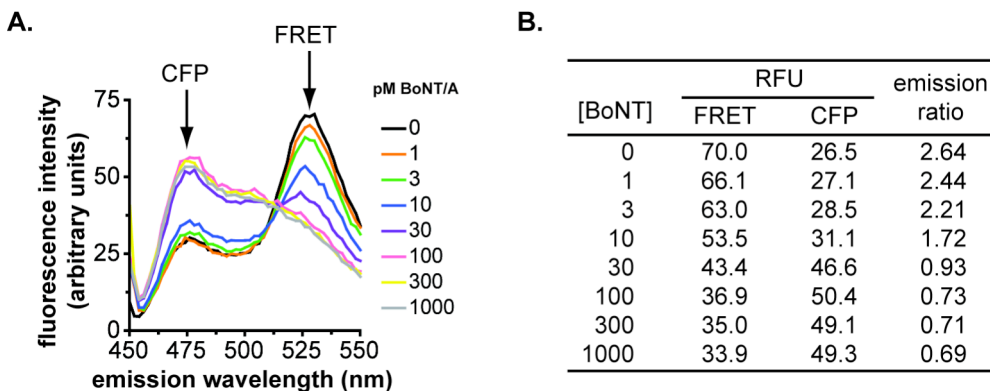 A.
CFP
FRET
pM BoNT/A
0
1
3
10
30
100
300
1000
75
50
25
0
450 475 500 525 550
fluorescence intensity
(arbitrary units)
emission wavelength (nm)
B.
RFU emission
[BoNT] FRET CFP ratio
0 70.0 26.5 2.64
1 66.1 27.1 2.44
3 63.0 28.5 2.21
10 53.5 31.1 1.72
30 43.4 46.6 0.93
100 36.9 50.4 0.73
300 35.0 49.1 0.71
1000 33.9 49.3 0.69